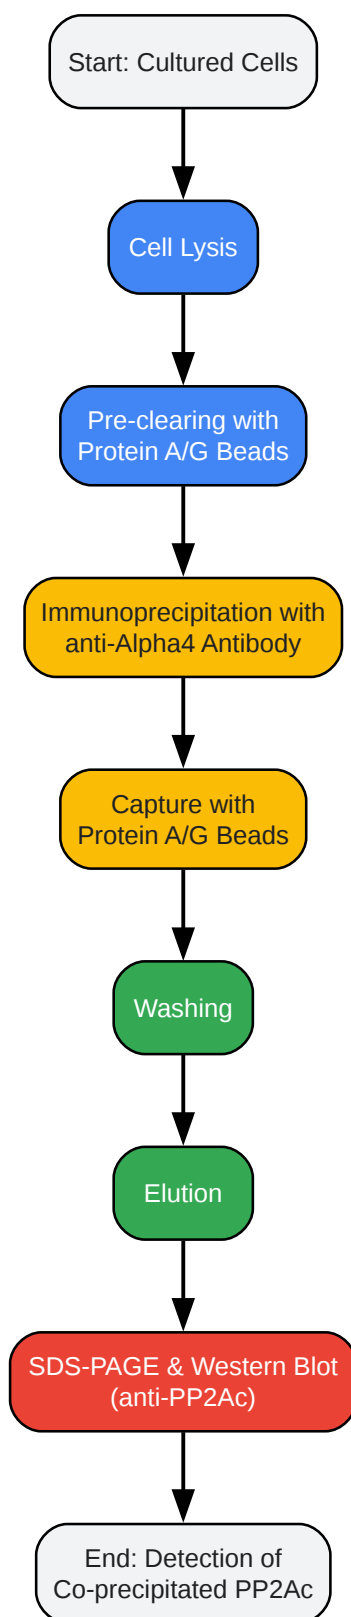 Start: Cultured Cells
Cell Lysis
Pre-clearing with
Protein A/G Beads
Immunoprecipitation with
anti-Alpha4 Antibody
Capture with
Protein A/G Beads
Washing
Elution
SDS-PAGE & Western Blot
(anti-PP2Ac)
End: Detection of
Co-precipitated PP2Ac